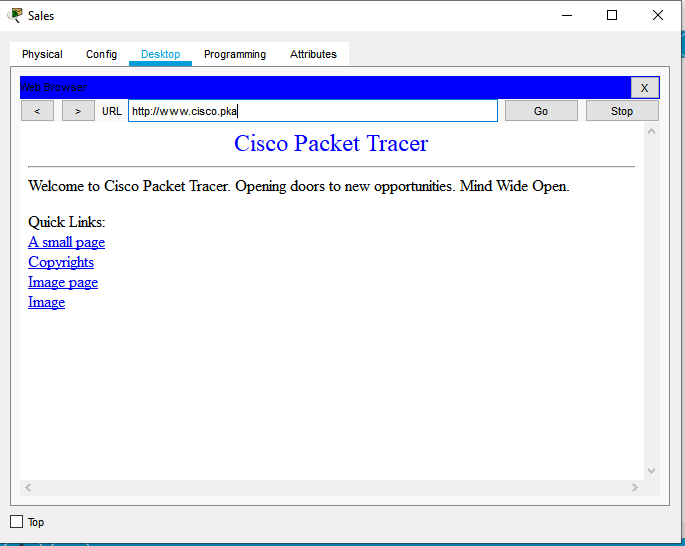 Sales
Physical Config Desktop Programming Attributes
Web Browser X
< > URL http://www.cisco.pka Go Stop
Cisco Packet Tracer
Welcome to Cisco Packet Tracer. Opening doors to new opportunities. Mind Wide Open.
Quick Links:
A small page
Copyrights
Image page
Image
Top